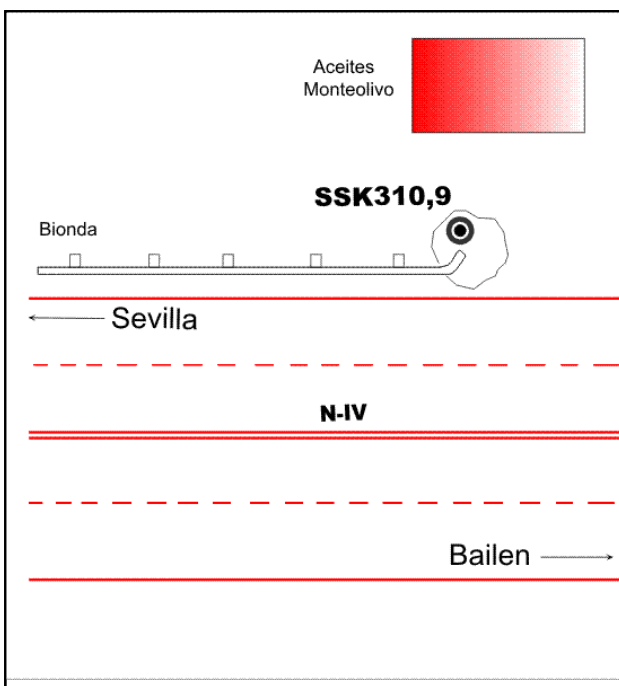 Aceites
Monteolivo
SSK310,9
Bionda
Sevilla
N-IV
Bailen